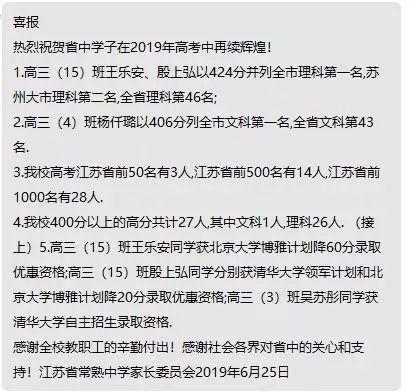 喜报
热烈祝贺省中学子在2019年高考中再续辉煌!
1.高三（15）班王乐安、殷上弘以424分并列全市理科第一名,苏
州大市理科第二名,全省理科第46名;
2.高三（4）班杨仟璐以406分列全市文科第一名,全省文科第43
名.
3.我校高考江苏省前50名有3人,江苏省前500名有14人,江苏省前
1000名有28人.
4.我校400分以上的高分共计27人,其中文科1人,理科26人. （接
上）5.高三（15）班王乐安同学获北京大学博雅计划降60分录取
优惠资格;高三（15）班殷上弘同学分别获清华大学领军计划和北
京大学博雅计划降20分录取优惠资格;高三（3）班吴苏彤同学获
清华大学自主招生录取资格.
感谢全校教职工的辛勤付出！感谢社会各界对省中的关心和支
持！江苏省常熟中学家长委员会2019年6月25日